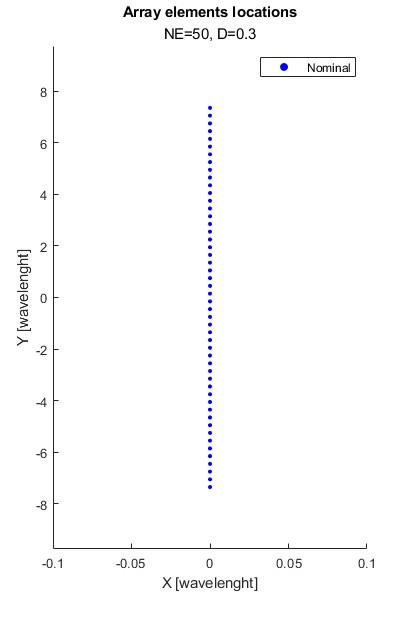 Array elements locations
NE=50, D=0.3
Nominal
8
6
4
2
0
-2
-4
-6
-8
Y [wavelenght]
-0.1
-0.05
0
0.05
0.1
X [wavelenght]